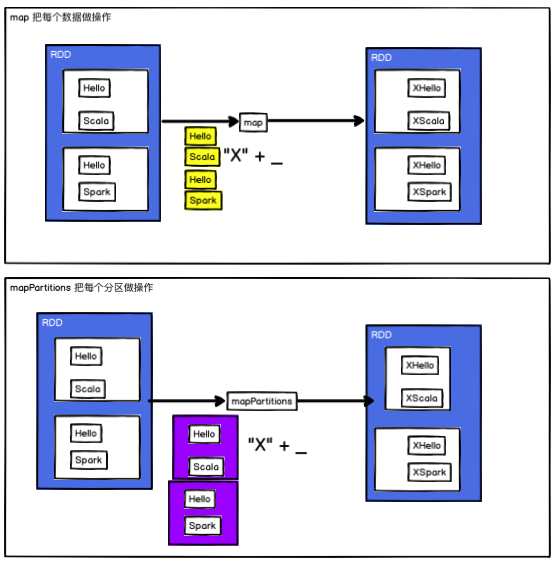 map 把每个数据做操作
RDD
Hello
Scala
Hello
Spark
map
Hello
Scala
Hello
Spark
"X" + _
RDD
XHello
XScala
XHello
XSpark
mapPartitions 把每个分区做操作
RDD
Hello
Scala
Hello
Spark
mapPartitions
Hello
Scala
Hello
Spark
"X" + _
RDD
XHello
XScala
XHello
XSpark